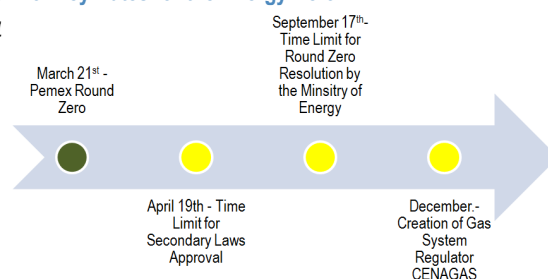 September 17th-
Time Limit for
Round Zero
Resolution by
the Minsitry of
Energy
March 21st -
Pemex Round
Zero
April 19th - Time
Limit for
Secondary Laws
Approval
December.-
Creation of Gas
System
Regulator
CENAGAS